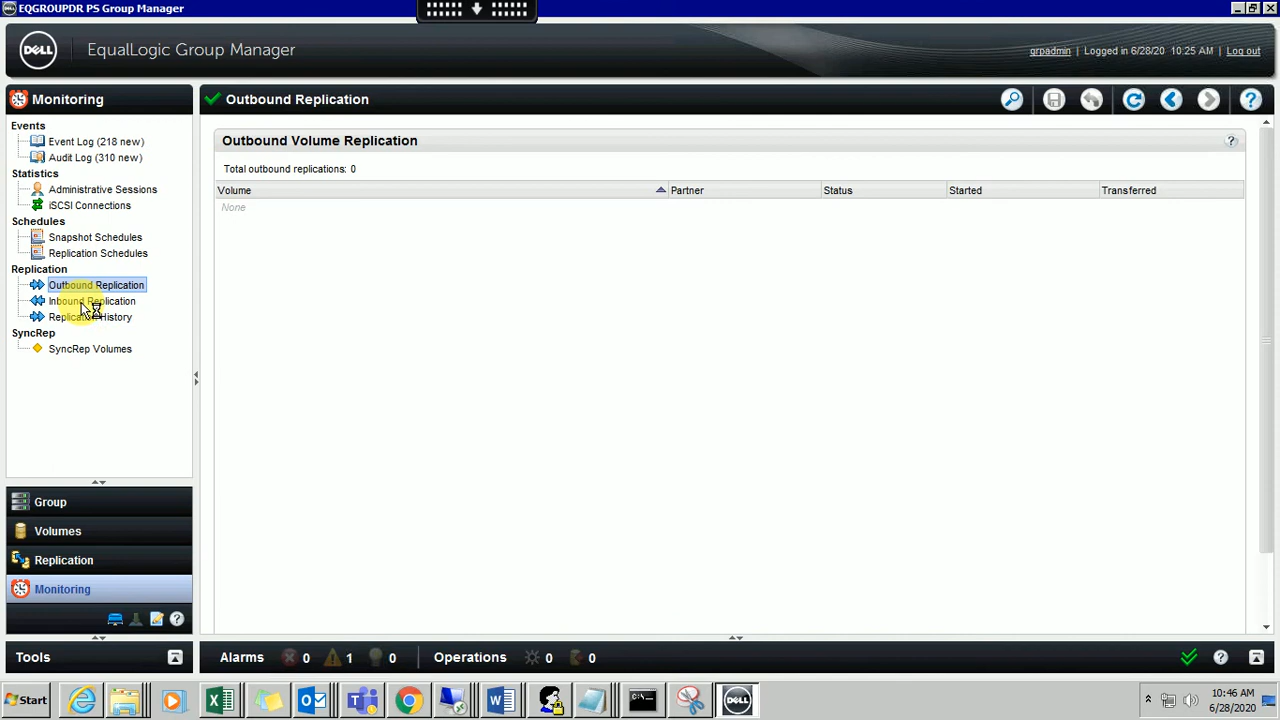 EQGROUPDR PS Group Manager
DELL
EqualLogic Group Manager
grpadmin | Logged in 6/28/20 10:25 AM | Log out
Monitoring
Events
Event Log (218 new)
Audit Log (310 new)
Statistics
Administrative Sessions
iSCSI Connections
Schedules
Snapshot Schedules
Replication Schedules
Replication
Outbound Replication
Inbound Replication
Replication History
SyncRep
SyncRep Volumes
Group
Volumes
Replication
Monitoring
Tools
Outbound Replication
Outbound Volume Replication
Total outbound replications: 0
Volume Partner Status Started Transferred
None
Alarms 0 1 0 Operations 0 0
Start
10:46 AM
6/28/2020